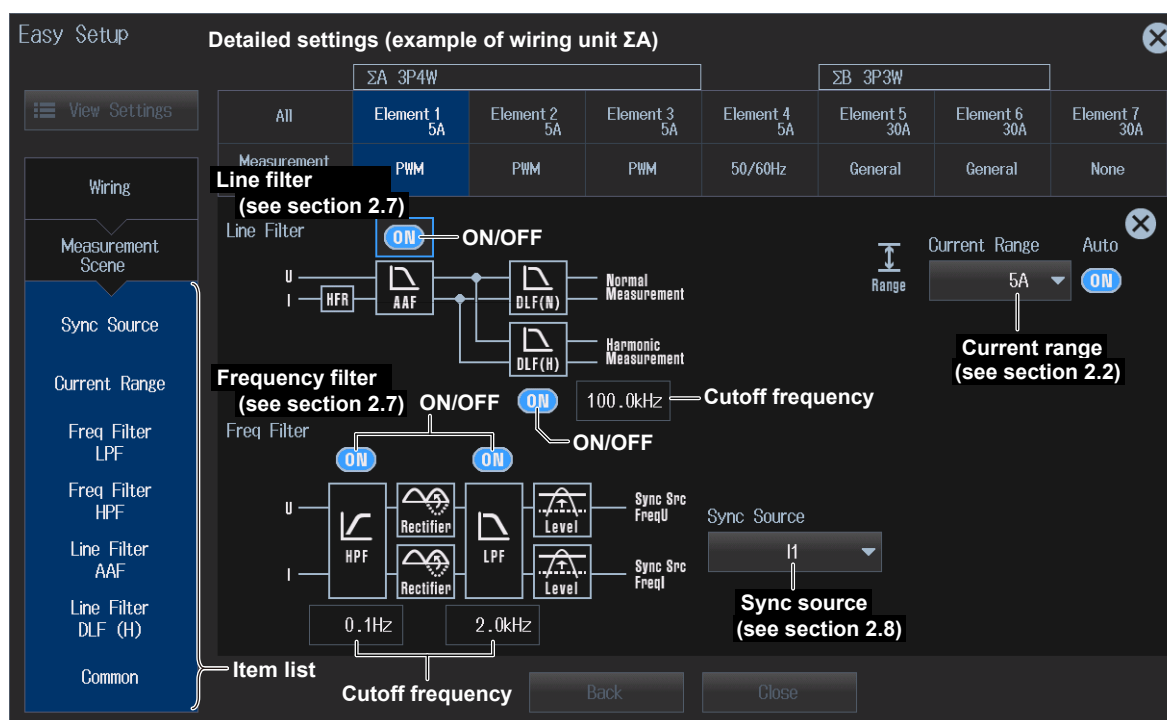 Easy Setup
Detailed settings (example of wiring unit ΣA)
ΣA 3P4W
ΣB 3P3W
View Settings
All
Element 1
5A
Element 2
5A
Element 3
5A
Element 4
5A
Element 5
30A
Element 6
30A
Element 7
30A
Measurement
PWM
PWM
PWM
50/60Hz
General
General
None
Wiring
Measurement
Scene
Sync Source
Current Range
Freq Filter
LPF
Freq Filter
HPF
Line Filter
AAF
Line Filter
DLF (H)
Common
Item list
Line filter
(see section 2.7)
Line Filter
ON
ON/OFF
U
I
HFR
AAF
DLF(N)
Normal
Measurement
DLF(H)
Harmonic
Measurement
ON
100.0kHz
Cutoff frequency
ON/OFF
Range
Current Range
5A
Auto
ON
Current range
(see section 2.2)
Frequency filter
(see section 2.7)
ON/OFF
Freq Filter
ON
ON
U
I
HPF
Rectifier
Rectifier
LPF
Level
Level
Sync Src
FreqU
Sync Src
FreqI
0.1Hz
2.0kHz
Cutoff frequency
Sync Source
I1
Sync source
(see section 2.8)
Back
Close